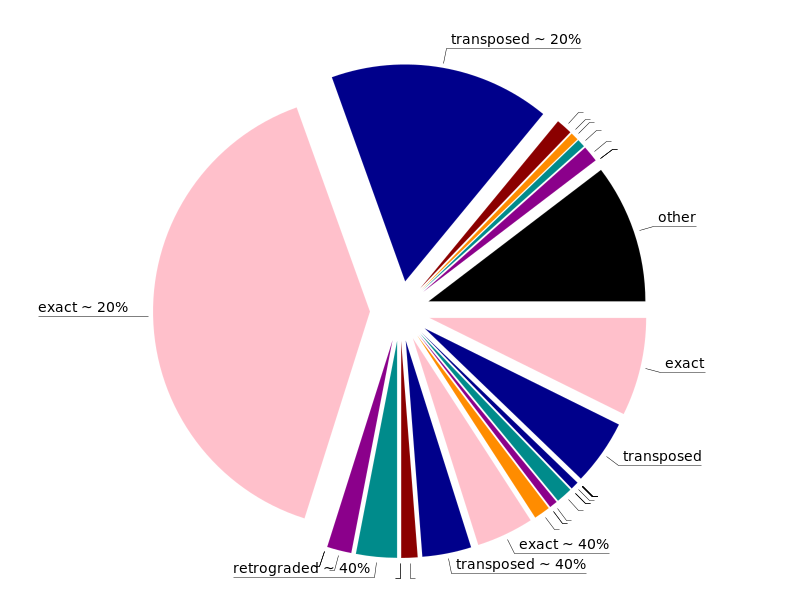 transposed ~ 20%
other
exact ~ 20%
exact
transposed
exact ~ 40%
transposed ~ 40%
retrograded ~ 40%